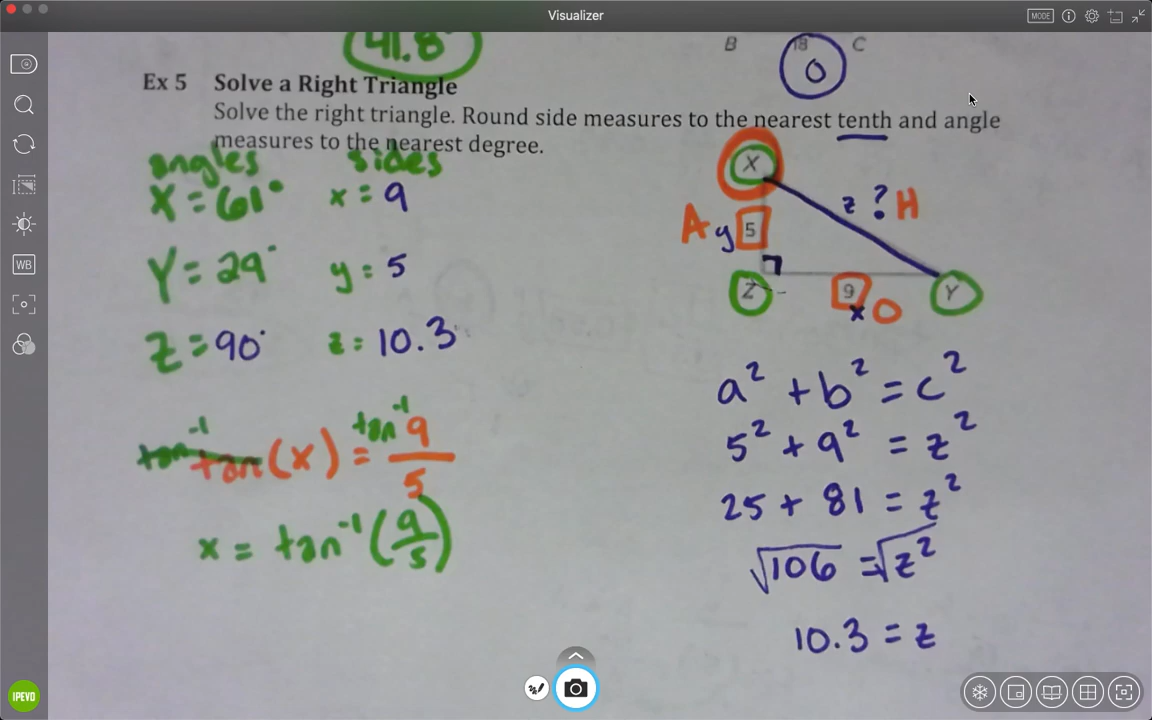 Visualizer
MODE
41.8°
B 18 C
O
Ex 5 Solve a Right Triangle
Solve the right triangle. Round side measures to the nearest tenth and angle
measures to the nearest degree.
angles sides
X = 61° x = 9
Y = 29° y = 5
Z = 90° z = 10.3
tan⁻¹ tan (x) = tan⁻¹ 9/5
x = tan⁻¹ (9/5)
X
z ? H
A y 5
Z 9 Y
x O
a² + b² = c²
5² + 9² = z²
25 + 81 = z²
√106 = √z²
10.3 = z
WB
IPEVO